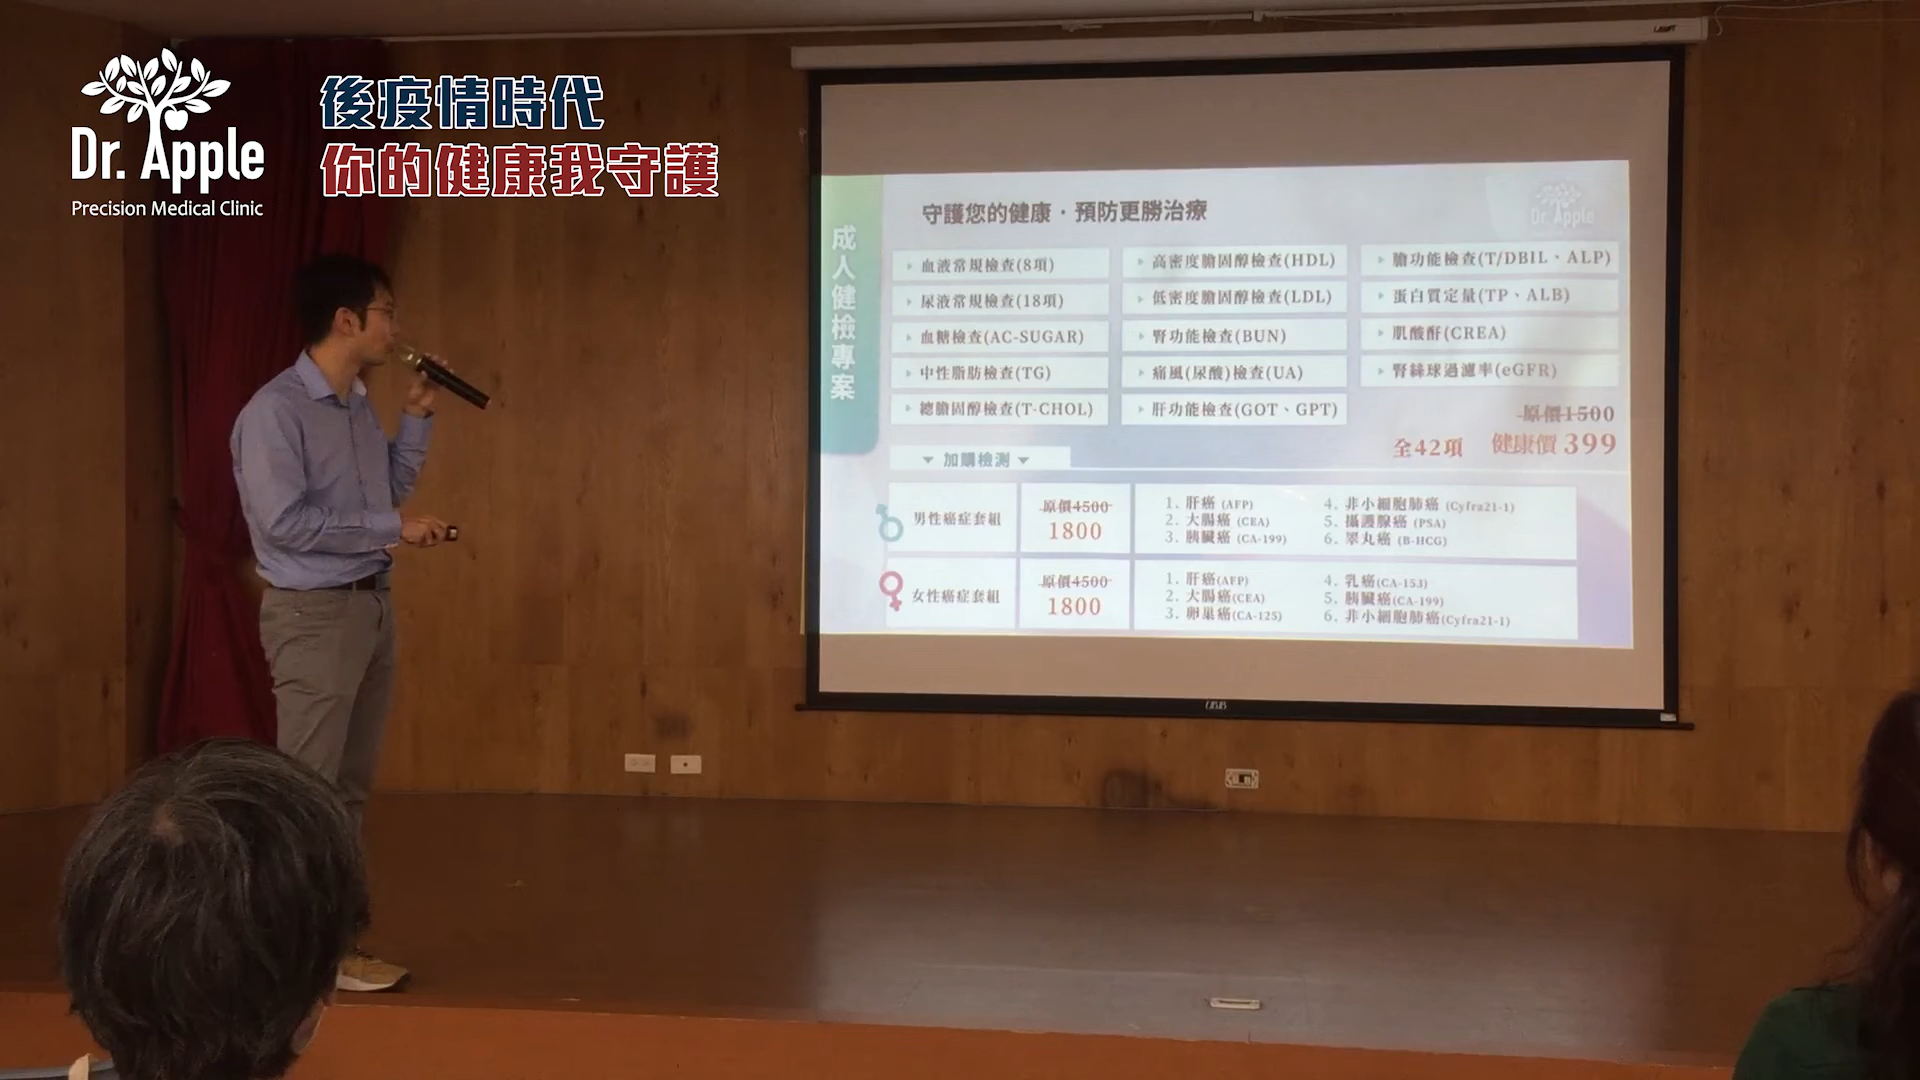 Dr. Apple
Precision Medical Clinic
後疫情時代
你的健康我守護
成人健檢專案
守護您的健康・預防更勝治療
Dr. Apple
血液常規檢查(8項)
尿液常規檢查(18項)
血糖檢查(AC-SUGAR)
中性脂肪檢查(TG)
總膽固醇檢查(T-CHOL)
高密度膽固醇檢查(HDL)
低密度膽固醇檢查(LDL)
腎功能檢查(BUN)
痛風(尿酸)檢查(UA)
肝功能檢查(GOT、GPT)
膽功能檢查(T/DBIL、ALP)
蛋白質定量(TP、ALB)
肌酸酐(CREA)
腎絲球過濾率(eGFR)
原價1500
全42項 健康價 399
加購檢測
男性癌症套組
原價4500
1800
1. 肝癌 (AFP)
2. 大腸癌 (CEA)
3. 胰臟癌 (CA-199)
4. 非小細胞肺癌 (Cyfra21-1)
5. 攝護腺癌 (PSA)
6. 睪丸癌 (B-HCG)
女性癌症套組
原價4500
1800
1. 肝癌(AFP)
2. 大腸癌(CEA)
3. 卵巢癌(CA-125)
4. 乳癌(CA-153)
5. 胰臟癌(CA-199)
6. 非小細胞肺癌(Cyfra21-1)